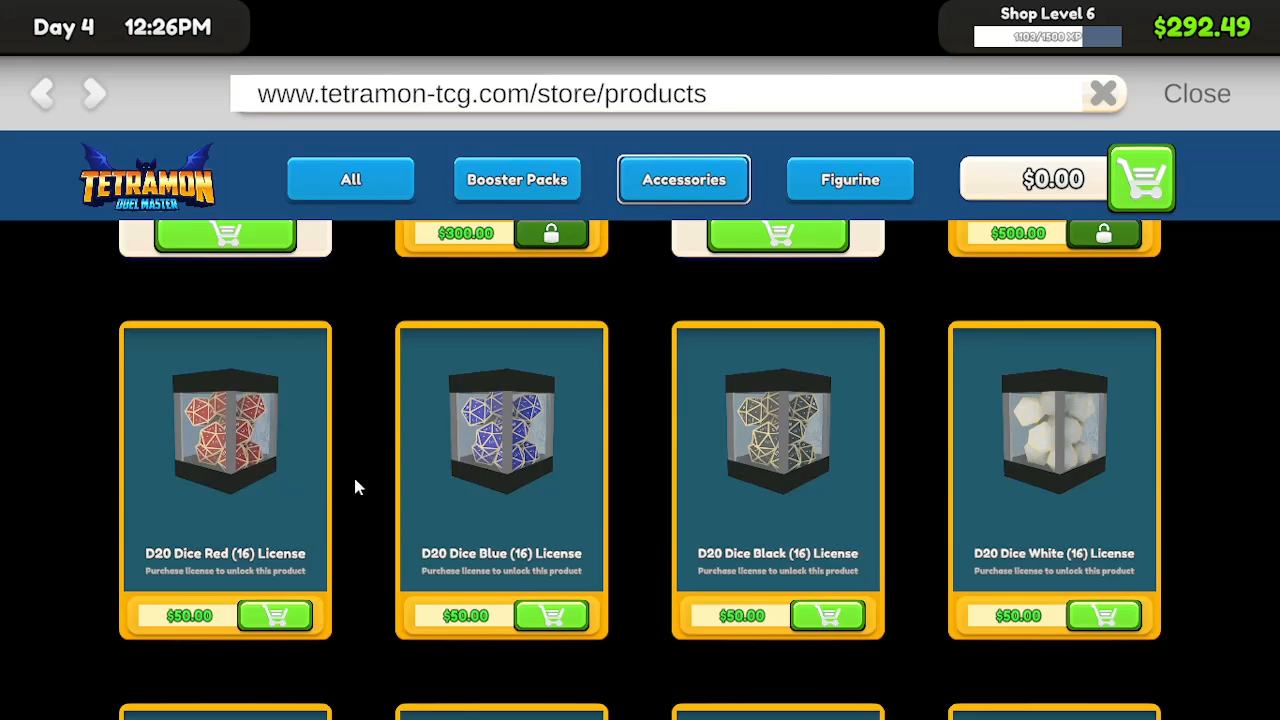 Day 4 12:26PM
Shop Level 6
1103/1500 XP
$292.49
www.tetramon-tcg.com/store/products
Close
TETRAMON
DUEL MASTER
All
Booster Packs
Accessories
Figurine
$0.00
$300.00
$500.00
D20 Dice Red (16) License
Purchase license to unlock this product
$50.00
D20 Dice Blue (16) License
Purchase license to unlock this product
$50.00
D20 Dice Black (16) License
Purchase license to unlock this product
$50.00
D20 Dice White (16) License
Purchase license to unlock this product
$50.00